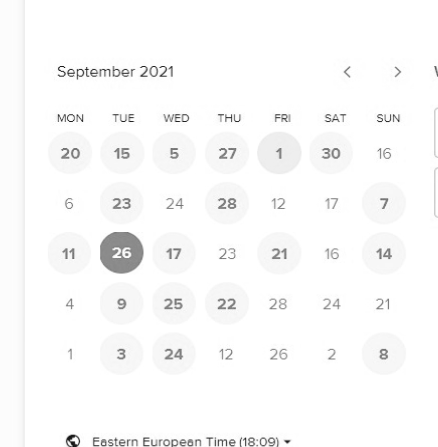 September 2021
MON TUE WED THU FRI SAT SUN
20 15 5 27 1 30 16
6 23 24 28 12 17 7
11 26 17 23 21 16 14
4 9 25 22 28 24 21
1 3 24 12 26 2 8
Eastern European Time (18:09)